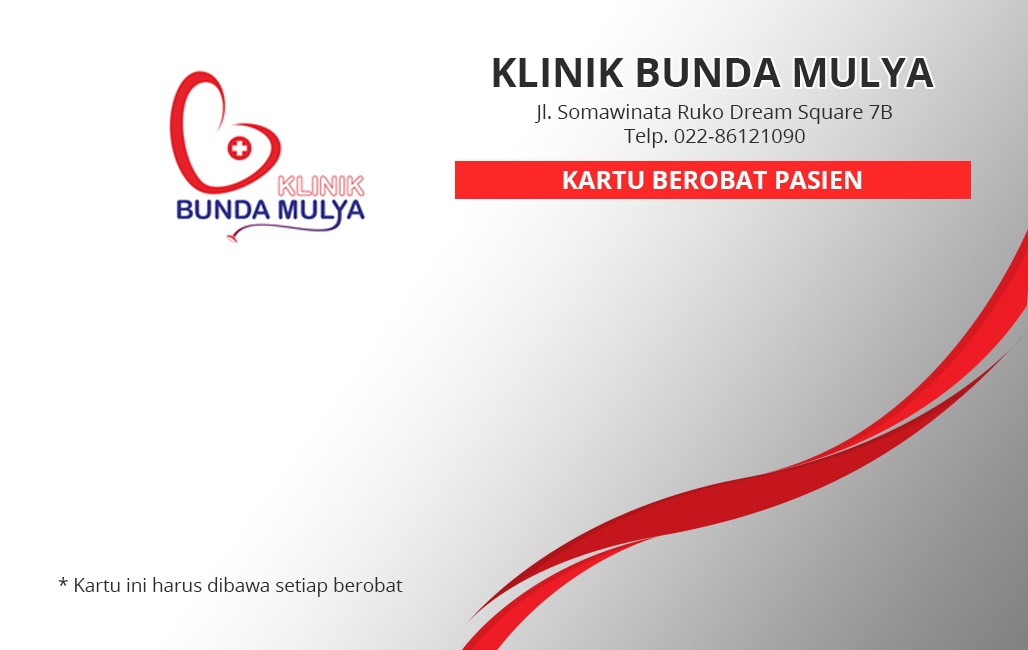 KLINIK
BUNDA MULYA
KLINIK BUNDA MULYA
Jl. Somawinata Ruko Dream Square 7B
Telp. 022-86121090
KARTU BEROBAT PASIEN
* Kartu ini harus dibawa setiap berobat